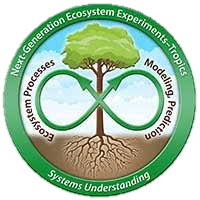 Next-Generation Ecosystem Experiments–Tropics
Ecosystem Processes
Modeling, Prediction
Systems Understanding